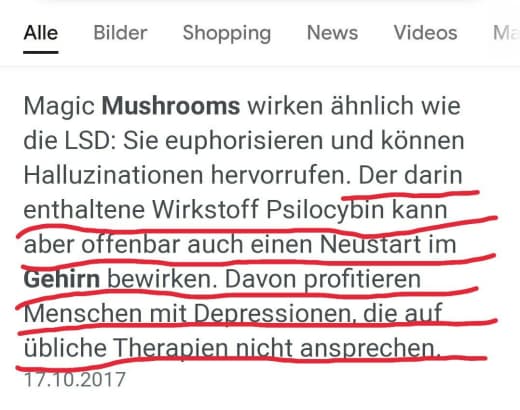 Alle Bilder Shopping News Videos Ma
Magic Mushrooms wirken ähnlich wie
die LSD: Sie euphorisieren und können
Halluzinationen hervorrufen. Der darin
enthaltene Wirkstoff Psilocybin kann
aber offenbar auch einen Neustart im
Gehirn bewirken. Davon profitieren
Menschen mit Depressionen, die auf
übliche Therapien nicht ansprechen.
17.10.2017